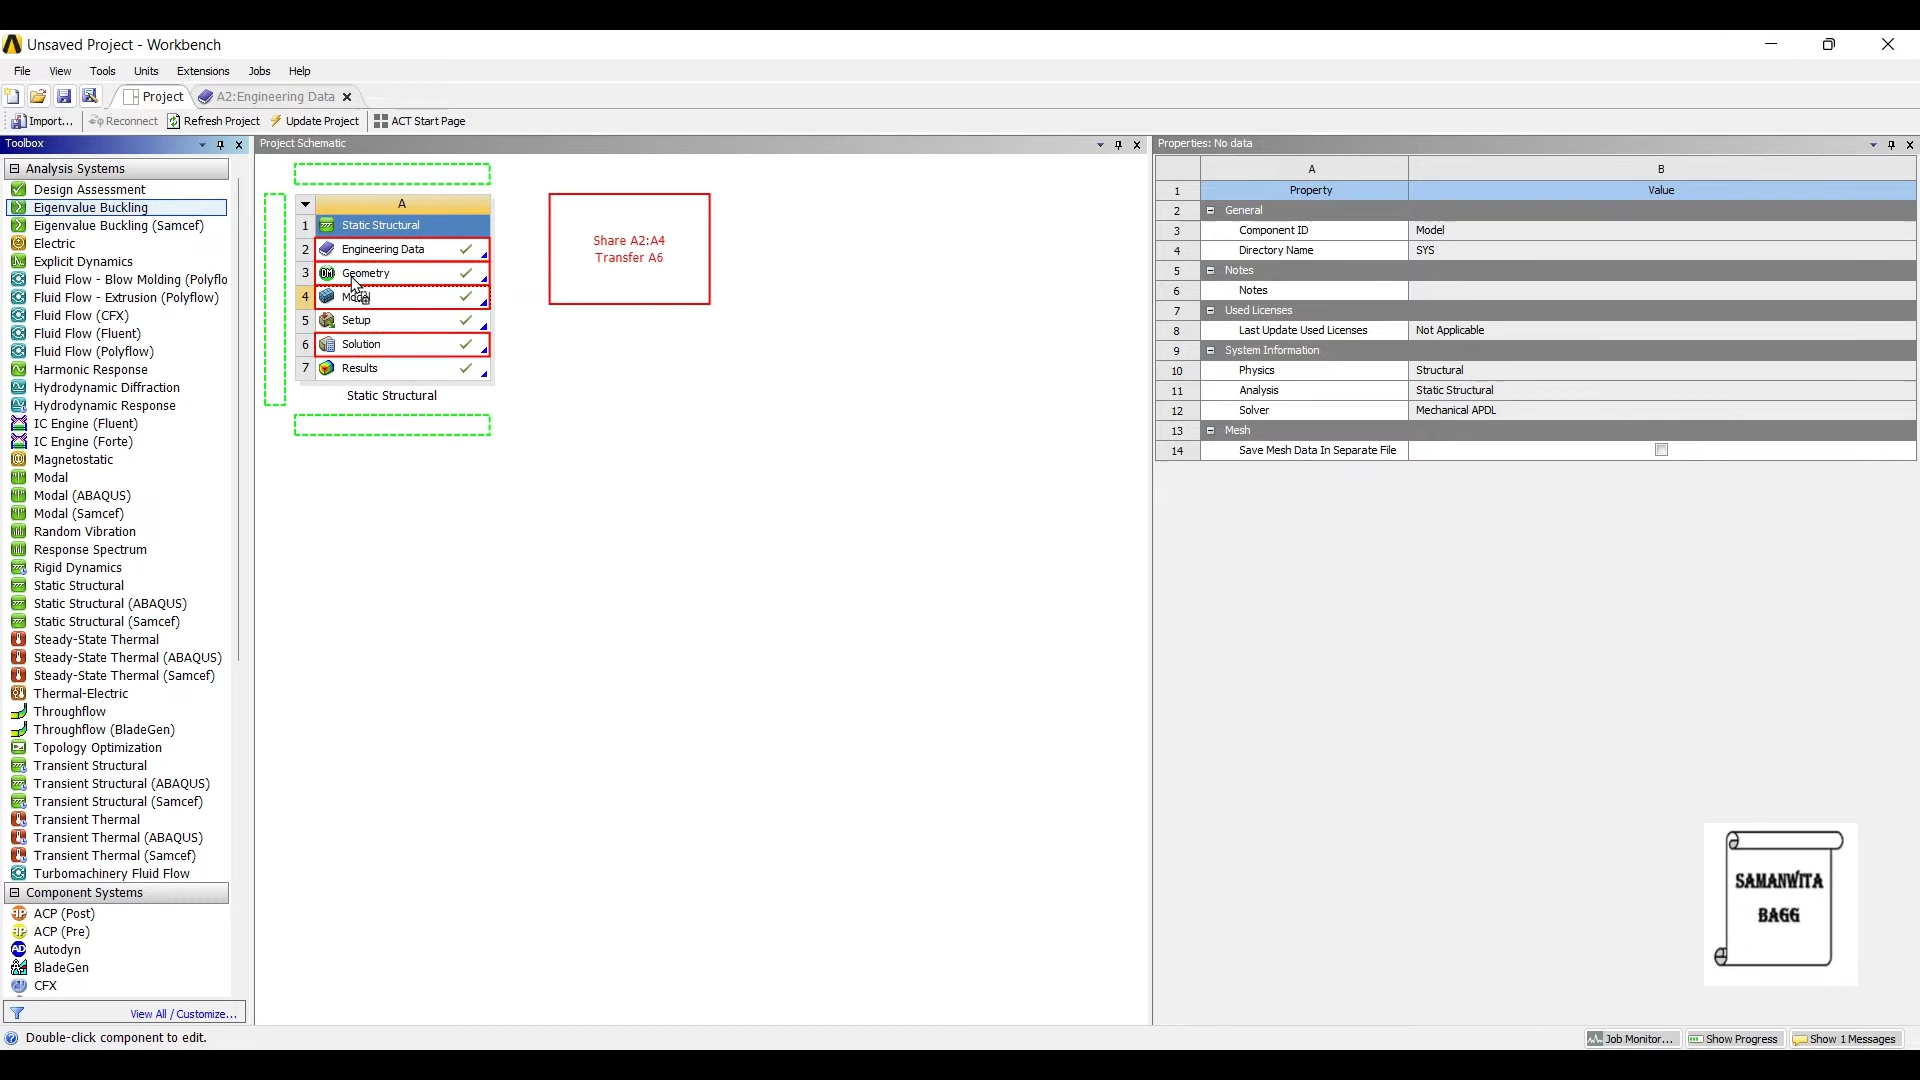 Unsaved Project - Workbench
File View Tools Units Extensions Jobs Help
Project A2:Engineering Data
Import... Reconnect Refresh Project Update Project ACT Start Page
Toolbox
Analysis Systems
Design Assessment
Eigenvalue Buckling
Eigenvalue Buckling (Samcef)
Electric
Explicit Dynamics
Fluid Flow - Blow Molding (Polyflo
Fluid Flow - Extrusion (Polyflow)
Fluid Flow (CFX)
Fluid Flow (Fluent)
Fluid Flow (Polyflow)
Harmonic Response
Hydrodynamic Diffraction
Hydrodynamic Response
IC Engine (Fluent)
IC Engine (Forte)
Magnetostatic
Modal
Modal (ABAQUS)
Modal (Samcef)
Random Vibration
Response Spectrum
Rigid Dynamics
Static Structural
Static Structural (ABAQUS)
Static Structural (Samcef)
Steady-State Thermal
Steady-State Thermal (ABAQUS)
Steady-State Thermal (Samcef)
Thermal-Electric
Throughflow
Throughflow (BladeGen)
Topology Optimization
Transient Structural
Transient Structural (ABAQUS)
Transient Structural (Samcef)
Transient Thermal
Transient Thermal (ABAQUS)
Transient Thermal (Samcef)
Turbomachinery Fluid Flow
Component Systems
ACP (Post)
ACP (Pre)
Autodyn
BladeGen
CFX
View All / Customize...
Project Schematic
A
1 Static Structural
2 Engineering Data
3 Geometry
4 Model
5 Setup
6 Solution
7 Results
Static Structural
Share A2:A4
Transfer A6
Properties: No data
A B
1 Property Value
2 General
3 Component ID Model
4 Directory Name SYS
5 Notes
6 Notes
7 Used Licenses
8 Last Update Used Licenses Not Applicable
9 System Information
10 Physics Structural
11 Analysis Static Structural
12 Solver Mechanical APDL
13 Mesh
14 Save Mesh Data In Separate File
SAMANWITA
BAGG
Double-click component to edit.
Job Monitor... Show Progress Show 1 Messages